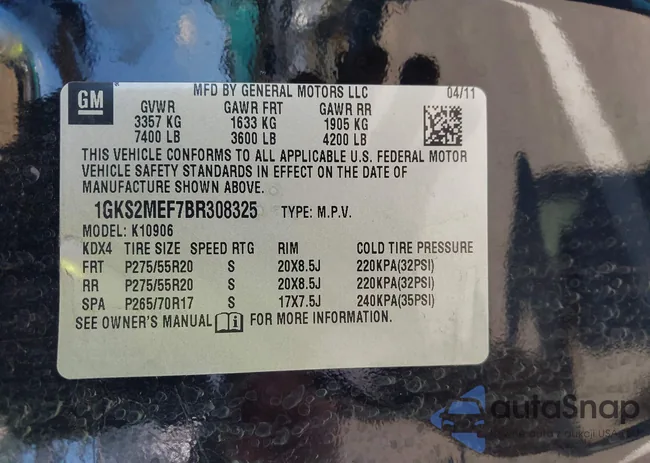 GM
MFD BY GENERAL MOTORS LLC 04/11
GVWR GAWR FRT GAWR RR
3357 KG 1633 KG 1905 KG
7400 LB 3600 LB 4200 LB
THIS VEHICLE CONFORMS TO ALL APPLICABLE U.S. FEDERAL MOTOR
VEHICLE SAFETY STANDARDS IN EFFECT ON THE DATE OF
MANUFACTURE SHOWN ABOVE.
1GKS2MEF7BR308325 TYPE: M.P.V.
MODEL: K10906
KDX4 TIRE SIZE SPEED RTG RIM COLD TIRE PRESSURE
FRT P275/55R20 S 20X8.5J 220KPA(32PSI)
RR P275/55R20 S 20X8.5J 220KPA(32PSI)
SPA P265/70R17 S 17X7.5J 240KPA(35PSI)
SEE OWNER'S MANUAL FOR MORE INFORMATION.
autaSnap